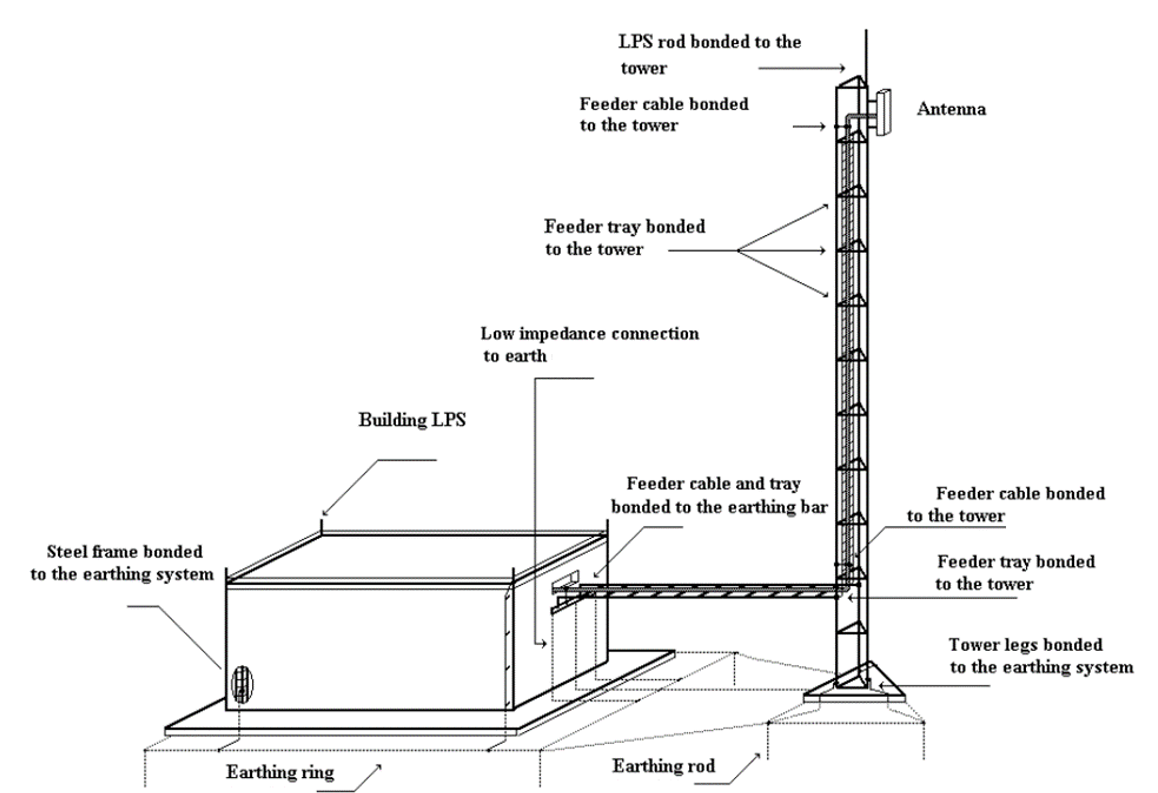 LPS rod bonded to the
tower
Feeder cable bonded
to the tower
Antenna
Feeder tray bonded
to the tower
Low impedance connection
to earth
Building LPS
Feeder cable and tray
bonded to the earthing bar
Feeder cable bonded
to the tower
Steel frame bonded
to the earthing system
Feeder tray bonded
to the tower
Tower legs bonded
to the earthing system
Earthing ring
Earthing rod